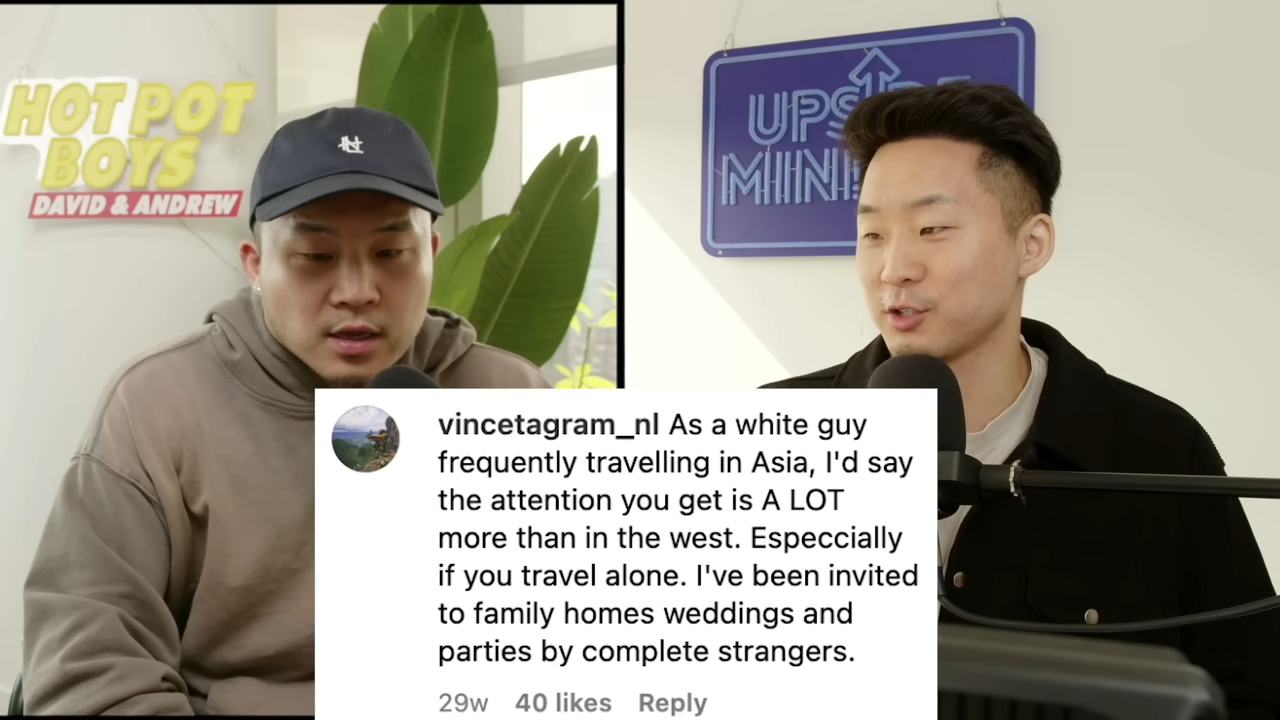 HOT POT
BOYS
DAVID & ANDREW
vincetagram_nl As a white guy
frequently travelling in Asia, I'd say
the attention you get is A LOT
more than in the west. Especcially
if you travel alone. I've been invited
to family homes weddings and
parties by complete strangers.
29w 40 likes Reply